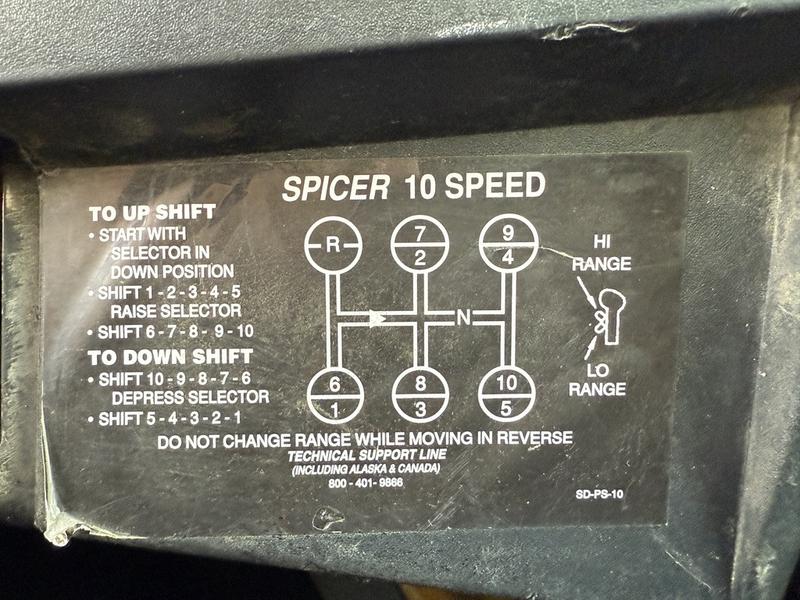 SPICER 10 SPEED
TO UP SHIFT
• START WITH
SELECTOR IN
DOWN POSITION
• SHIFT 1 - 2 - 3 - 4 - 5
RAISE SELECTOR
• SHIFT 6 - 7 - 8 - 9 - 10
TO DOWN SHIFT
• SHIFT 10 - 9 - 8 - 7 - 6
DEPRESS SELECTOR
• SHIFT 5 - 4 - 3 - 2 - 1
R 7 9
2 4
N
6 8 10
1 3 5
HI
RANGE
LO
RANGE
DO NOT CHANGE RANGE WHILE MOVING IN REVERSE
TECHNICAL SUPPORT LINE
(INCLUDING ALASKA & CANADA)
800 - 401 - 9866
SD-PS-10